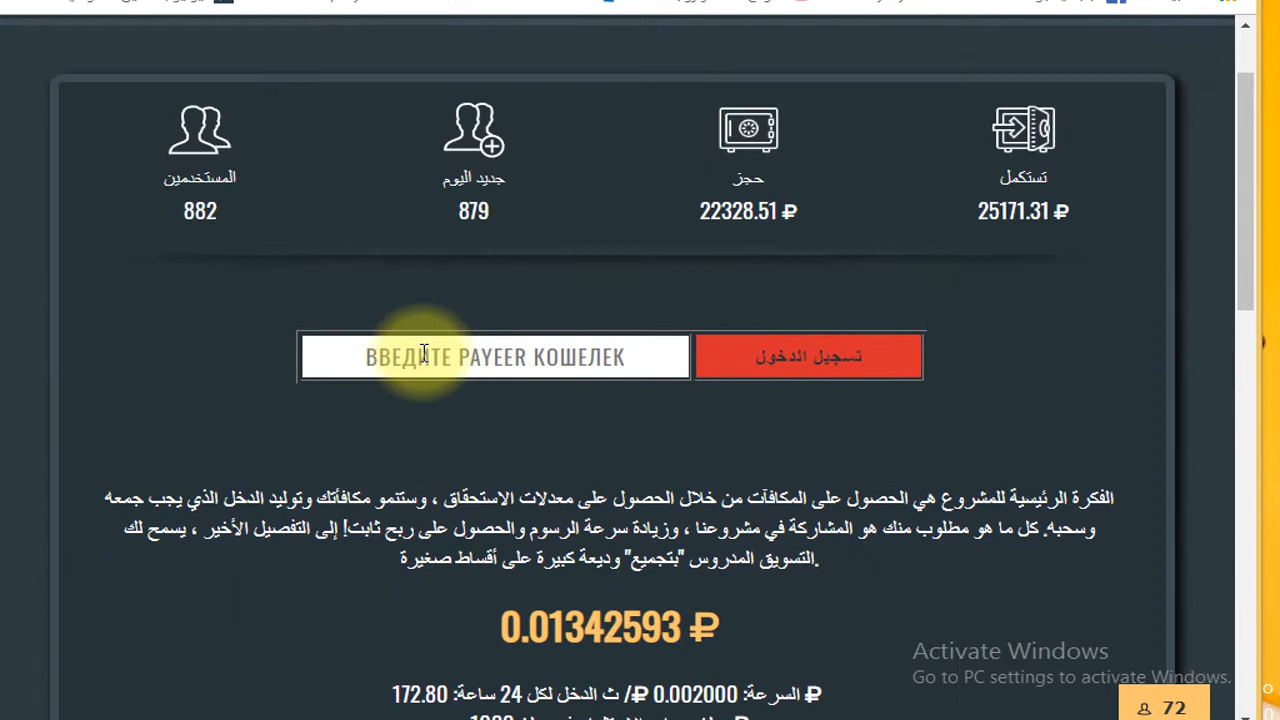 المستخدمين
882
جديد اليوم
879
حجز
22328.51 ₽
تستكمل
25171.31 ₽
ВВЕДИТЕ PAYEER КОШЕЛЕК
تسجيل الدخول
الفكرة الرئيسية للمشروع هي الحصول على المكافآت من خلال الحصول على معدلات الاستحقاق ، وستنمو مكافأتك وتوليد الدخل الذي يجب جمعه
وسحبه. كل ما هو مطلوب منك هو المشاركة في مشروعنا ، وزيادة سرعة الرسوم والحصول على ربح ثابت! إلى التفصيل الأخير ، يسمح لك
التسويق المدروس "بتجميع" وديعة كبيرة على أقساط صغيرة.
0.01342593 ₽
السرعة: 0.002000 ₽/ ث الدخل لكل 24 ساعة: 172.80 ₽
Activate Windows
Go to PC settings to activate Windows.
72